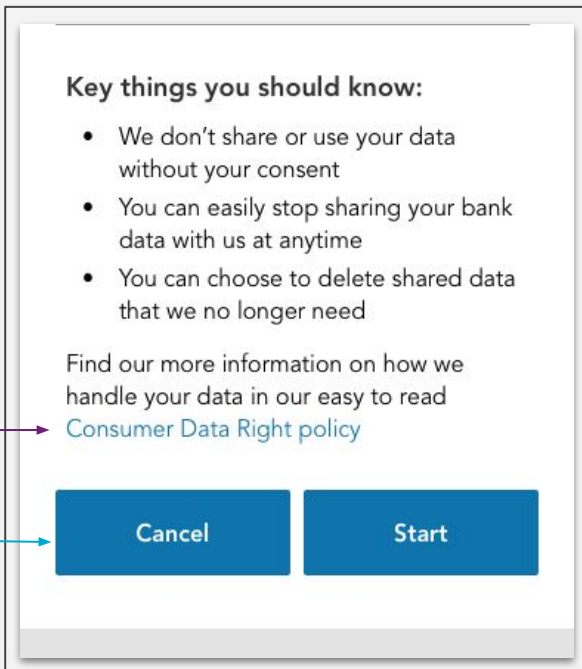 Key things you should know:
• We don't share or use your data
without your consent
• You can easily stop sharing your bank
data with us at anytime
• You can choose to delete shared data
that we no longer need
Find our more information on how we
handle your data in our easy to read
Consumer Data Right policy
Cancel Start